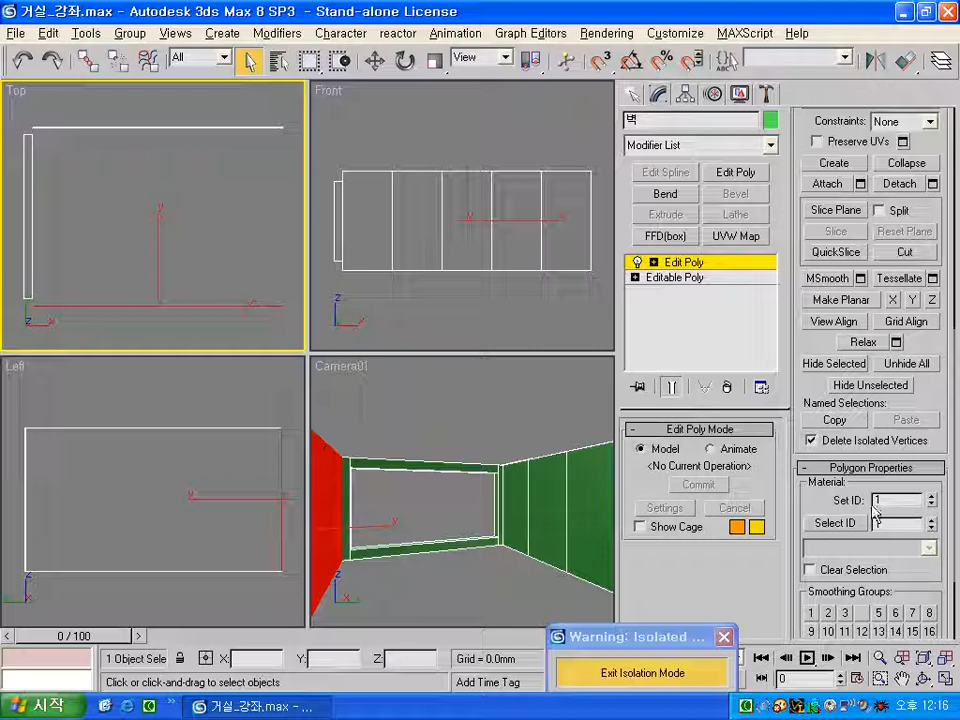 거실_강좌.max - Autodesk 3ds Max 8 SP3 - Stand-alone License
File Edit Tools Group Views Create Modifiers Character reactor Animation Graph Editors Rendering Customize MAXScript Help
All View
Top
Front
Left
Camera01
벽
Modifier List
Edit Spline Edit Poly
Bend Bevel
Extrude Lathe
FFD(box) UVW Map
Edit Poly
Editable Poly
Edit Poly Mode
Model Animate
<No Current Operation>
Commit
Settings Cancel
Show Cage
Constraints: None
Preserve UVs
Create Collapse
Attach Detach
Slice Plane Split
Slice Reset Plane
QuickSlice Cut
MSmooth Tessellate
Make Planar X Y Z
View Align Grid Align
Relax
Hide Selected Unhide All
Hide Unselected
Named Selections:
Copy Paste
Delete Isolated Vertices
Polygon Properties
Material:
Set ID: 1
Select ID
Clear Selection
Smoothing Groups:
1 2 3 5 6 7 8
9 10 11 12 13 14 15 16
0 / 100
Warning: Isolated ...
Exit Isolation Mode
1 Object Sele X: Y: Z: Grid = 0.0mm
Click or click-and-drag to select objects Add Time Tag
0
시작 거실_강좌.max - ... 오후 12:16